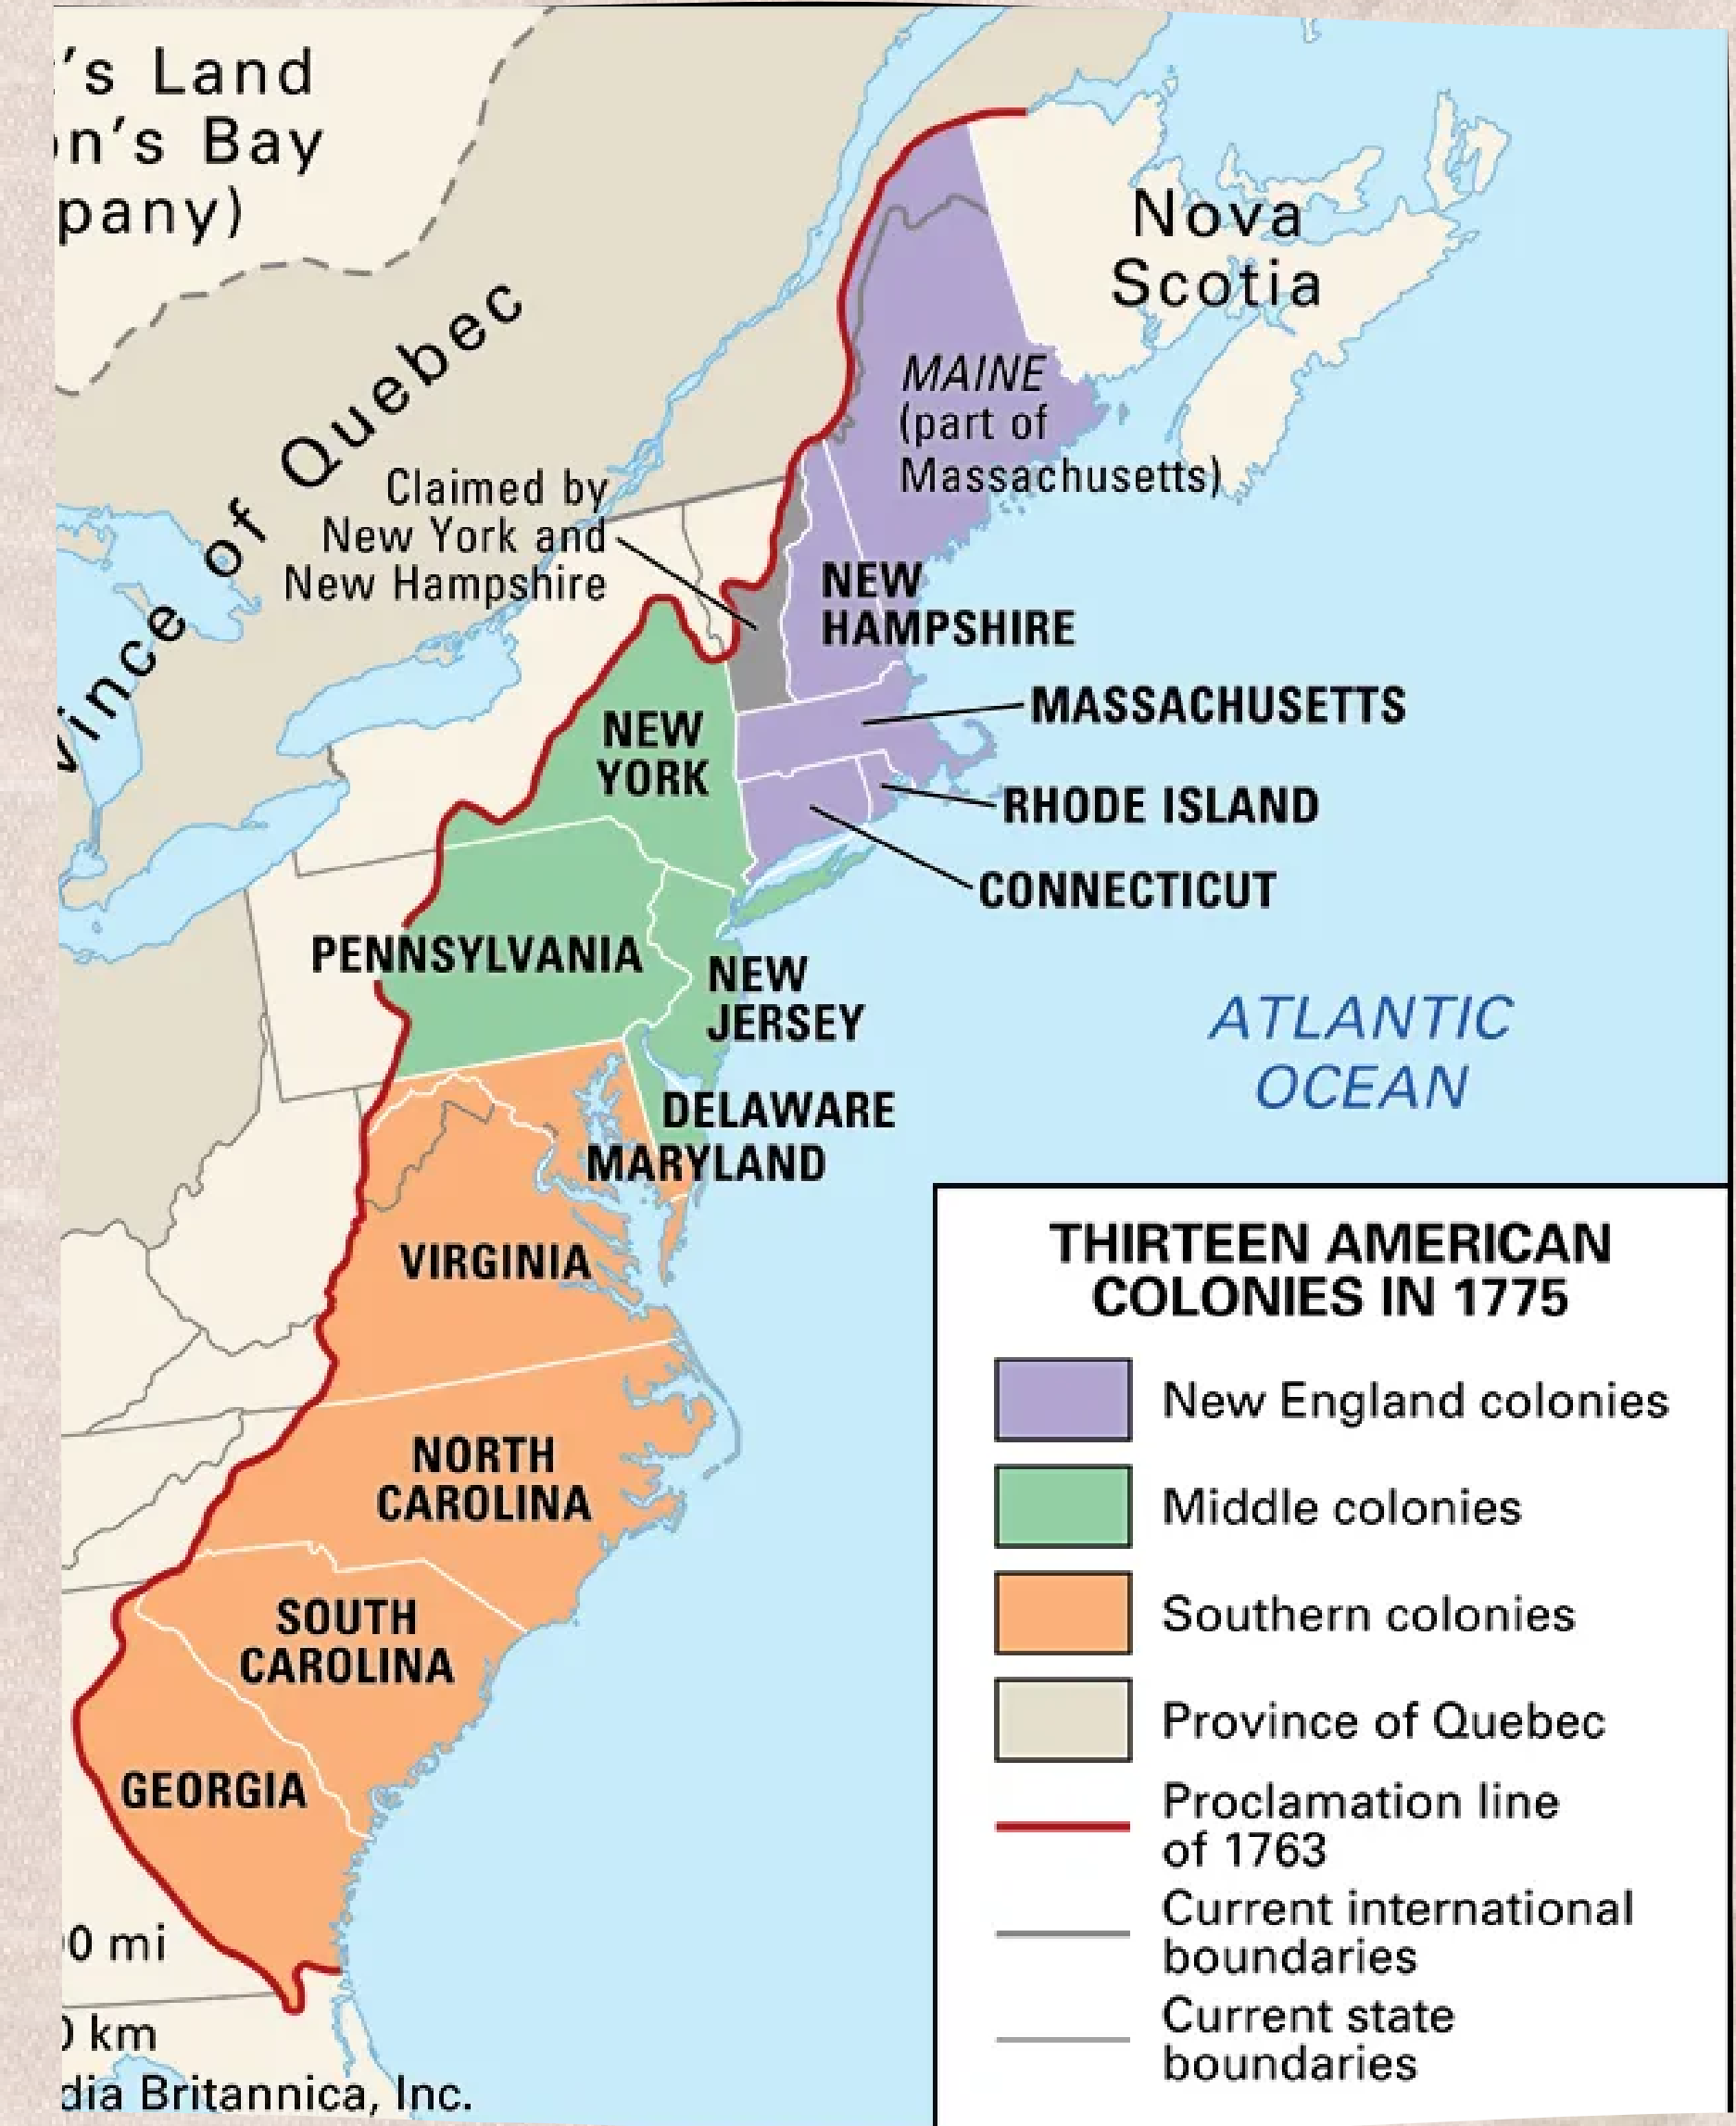 ’s Land
n’s Bay
pany)
Nova
Scotia
vince of Quebec
MAINE
(part of
Massachusetts)
Claimed by
New York and
New Hampshire
NEW
HAMPSHIRE
MASSACHUSETTS
NEW
YORK
RHODE ISLAND
CONNECTICUT
PENNSYLVANIA
NEW
JERSEY
ATLANTIC
OCEAN
DELAWARE
MARYLAND
VIRGINIA
NORTH
CAROLINA
SOUTH
CAROLINA
GEORGIA
0 mi
0 km
dia Britannica, Inc.
THIRTEEN AMERICAN
COLONIES IN 1775
New England colonies
Middle colonies
Southern colonies
Province of Quebec
Proclamation line
of 1763
Current international
boundaries
Current state
boundaries